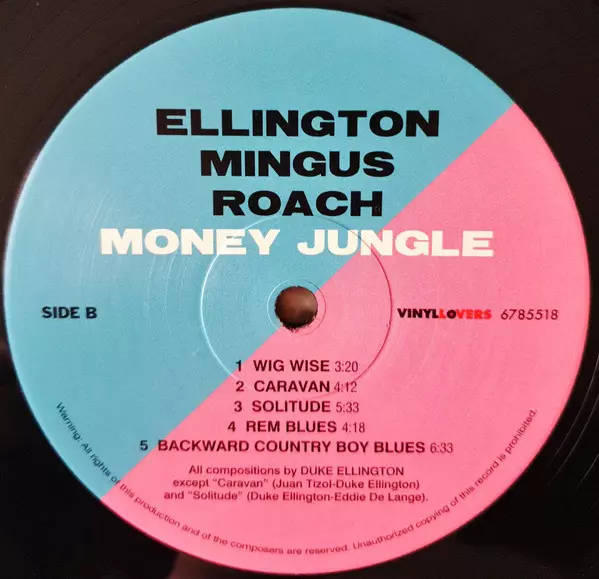 ELLINGTON
MINGUS
ROACH
MONEY JUNGLE
SIDE B
VINYLLOVERS 6785518
1 WIG WISE 3:20
2 CARAVAN 4:12
3 SOLITUDE 5:33
4 REM BLUES 4:18
5 BACKWARD COUNTRY BOY BLUES 6:33
All compositions by DUKE ELLINGTON
except "Caravan" (Juan Tizol-Duke Ellington)
and "Solitude" (Duke Ellington-Eddie De Lange).
Warning: All rights of this production and of the composers are reserved. Unauthorized copying of this record is prohibited.